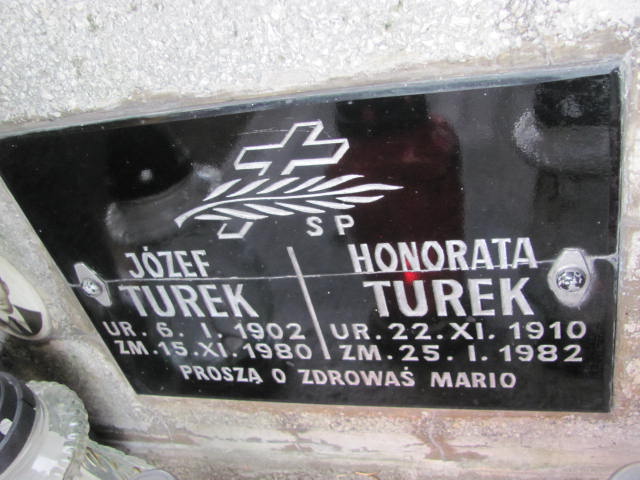 SP
JÓZEF
TUREK
UR. 6. I. 1902
ZM. 15. XI. 1980
HONORATA
TUREK
UR. 22. XI. 1910
ZM. 25. I. 1982
PROSZĄ O ZDROWAŚ MARIO